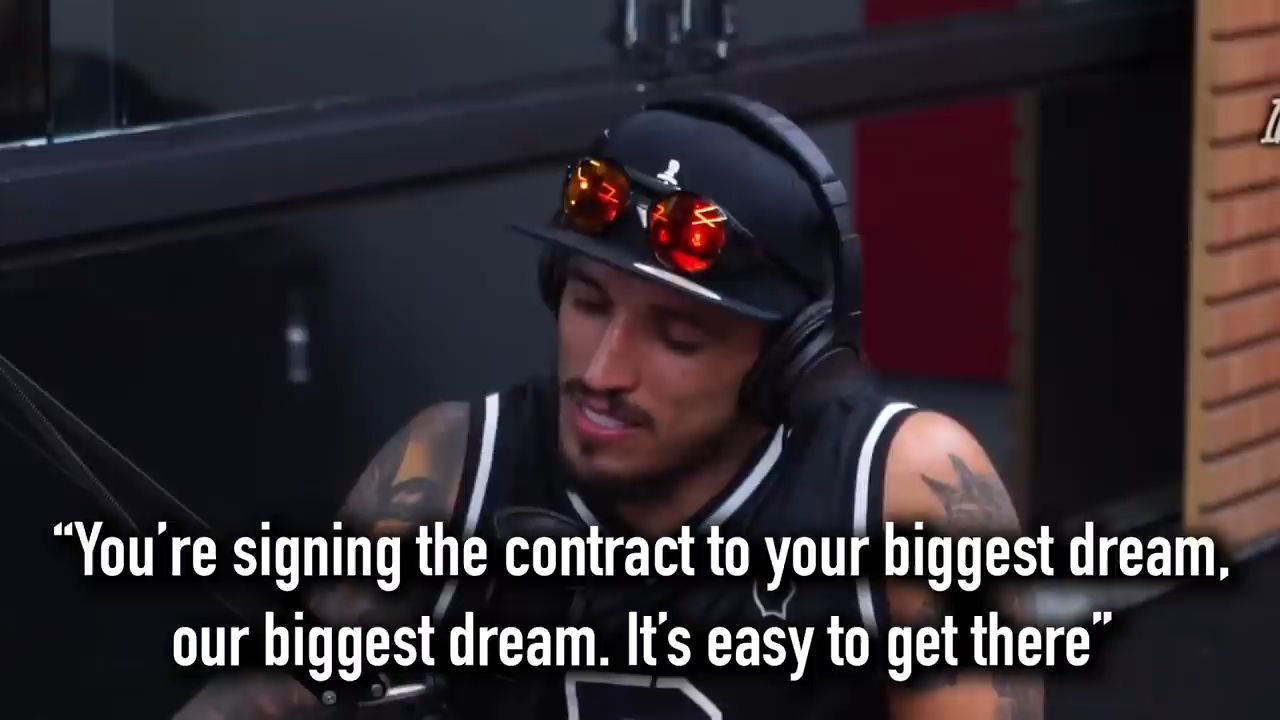 “You’re signing the contract to your biggest dream,
our biggest dream. It’s easy to get there”